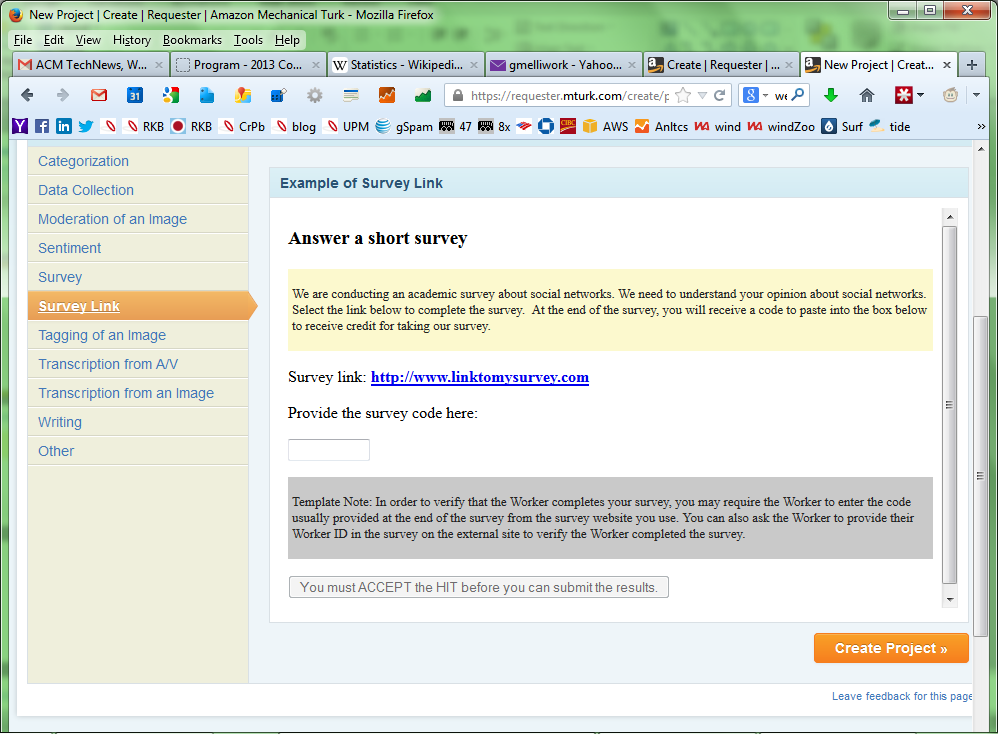 New Project | Create | Requester | Amazon Mechanical Turk - Mozilla Firefox
File Edit View History Bookmarks Tools Help
ACM TechNews, W... × Program - 2013 Co... × Statistics - Wikipedi... × gmelliwork - Yahoo... × Create | Requester | ... × New Project | Creat... ×
https://requester.mturk.com/create/p
RKB RKB CrPb blog UPM gSpam 47 8x CIBC AWS Anltcs wind windZoo Surf tide »
Categorization
Data Collection
Moderation of an Image
Sentiment
Survey
Survey Link
Tagging of an Image
Transcription from A/V
Transcription from an Image
Writing
Other
Example of Survey Link
Answer a short survey
We are conducting an academic survey about social networks. We need to understand your opinion about social networks.
Select the link below to complete the survey. At the end of the survey, you will receive a code to paste into the box below
to receive credit for taking our survey.
Survey link: http://www.linktomysurvey.com
Provide the survey code here:
Template Note: In order to verify that the Worker completes your survey, you may require the Worker to enter the code
usually provided at the end of the survey from the survey website you use. You can also ask the Worker to provide their
Worker ID in the survey on the external site to verify the Worker completed the survey.
You must ACCEPT the HIT before you can submit the results.
Create Project »
Leave feedback for this page